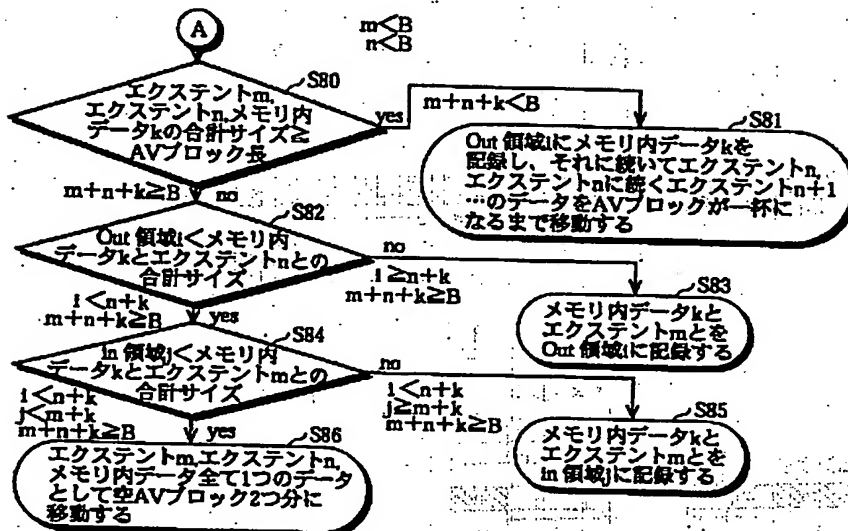 A
m<B
n<B
S80
エクステントm,
エクステントn,メモリ内
データkの合計サイズ≧
AVブロック長
yes
m+n+k<B
S81
Out 領域iにメモリ内データkを
記録し、それに続いてエクステントn,
エクステントnに続くエクステントn+1
…のデータをAVブロックが一杯に
なるまで移動する
m+n+k≧B
no
S82
Out 領域i<メモリ内
データkとエクステントnとの
合計サイズ
no
i≧n+k
m+n+k≧B
S83
メモリ内データkと
エクステントmとを
Out 領域iに記録する
i<n+k
m+n+k≧B
yes
S84
in 領域j<メモリ内
データkとエクステントmとの
合計サイズ
no
i<n+k
j≧m+k
m+n+k≧B
S85
メモリ内データkと
エクステントmとを
in 領域jに記録する
i<n+k
j<m+k
m+n+k≧B
yes
S86
エクステントm,エクステントn,
メモリ内データ全て1つのデータ
として空AVブロック2つ分に
移動する